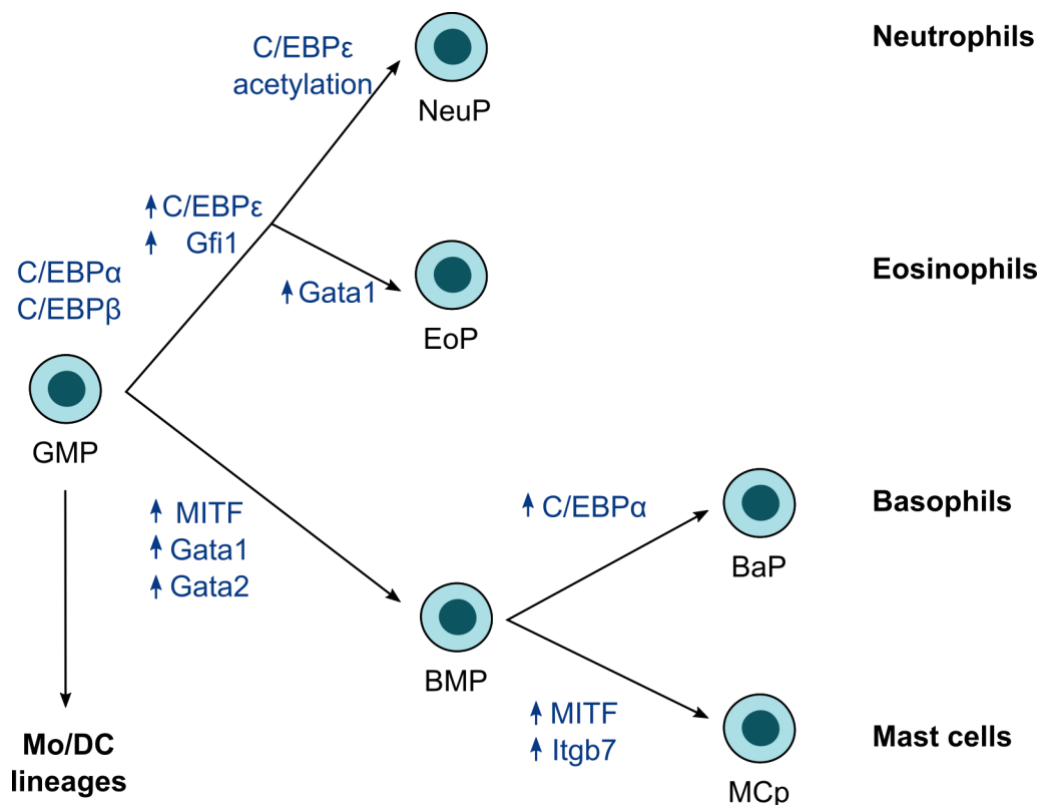 C/EBPε
acetylation
NeuP
Neutrophils
C/EBPε
Gfi1
Gata1
EoP
Eosinophils
C/EBPα
C/EBPβ
GMP
MITF
Gata1
Gata2
BMP
C/EBPα
BaP
Basophils
MITF
Itgb7
MCp
Mast cells
Mo/DC
lineages